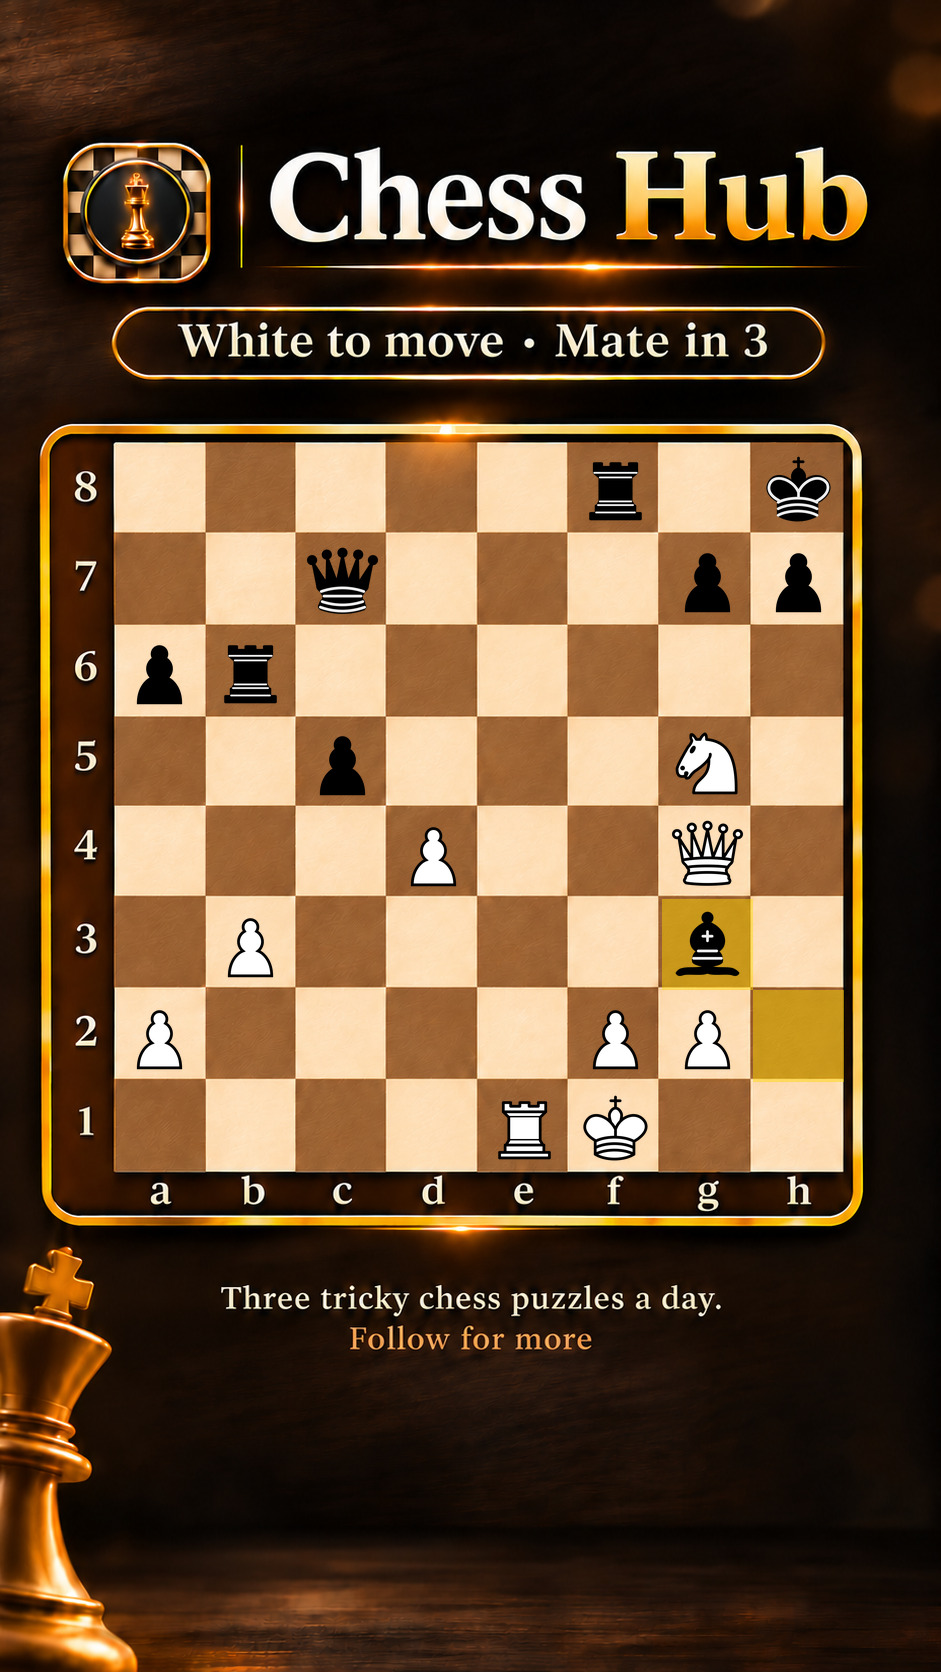 Chess Hub
White to move • Mate in 3
8
7
6
5
4
3
2
1
a b c d e f g h
Three tricky chess puzzles a day.
Follow for more